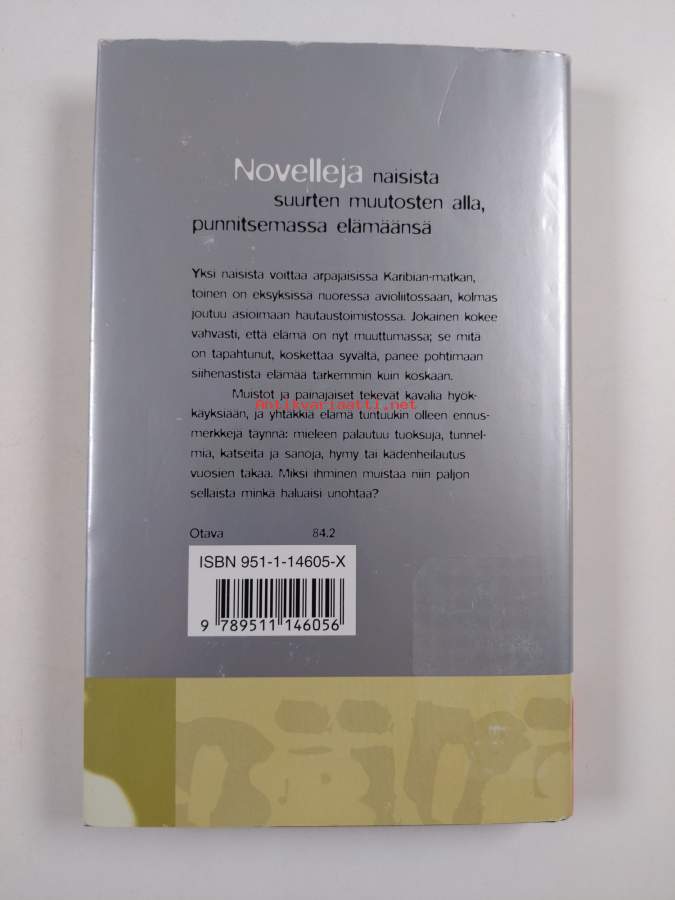 Novelleja naisista
suurten muutosten alla,
punnitsemassa elämäänsä
Yksi naisista voittaa arpajaisissa Karibian-matkan,
toinen on eksyksissä nuoressa avioliitossaan, kolmas
joutuu asioimaan hautaustoimistossa. Jokainen kokee
vahvasti, että elämä on nyt muuttumassa; se mitä
on tapahtunut, koskettaa syvältä, panee pohtimaan
siihenastista elämää tarkemmin kuin koskaan.
Muistot ja painajaiset tekevät kavalia hyök-
Antikvariaatti.net
käyksiään, ja yhtäkkiä elämä tuntuukin olleen ennus-
merkkejä täynnä: mieleen palautuu tuoksuja, tunnel-
mia, katseita ja sanoja, hymy tai kädenheilautus
vuosien takaa. Miksi ihminen muistaa niin paljon
sellaista minkä haluaisi unohtaa?
Otava 84.2
ISBN 951-1-14605-X
9 789511 146056